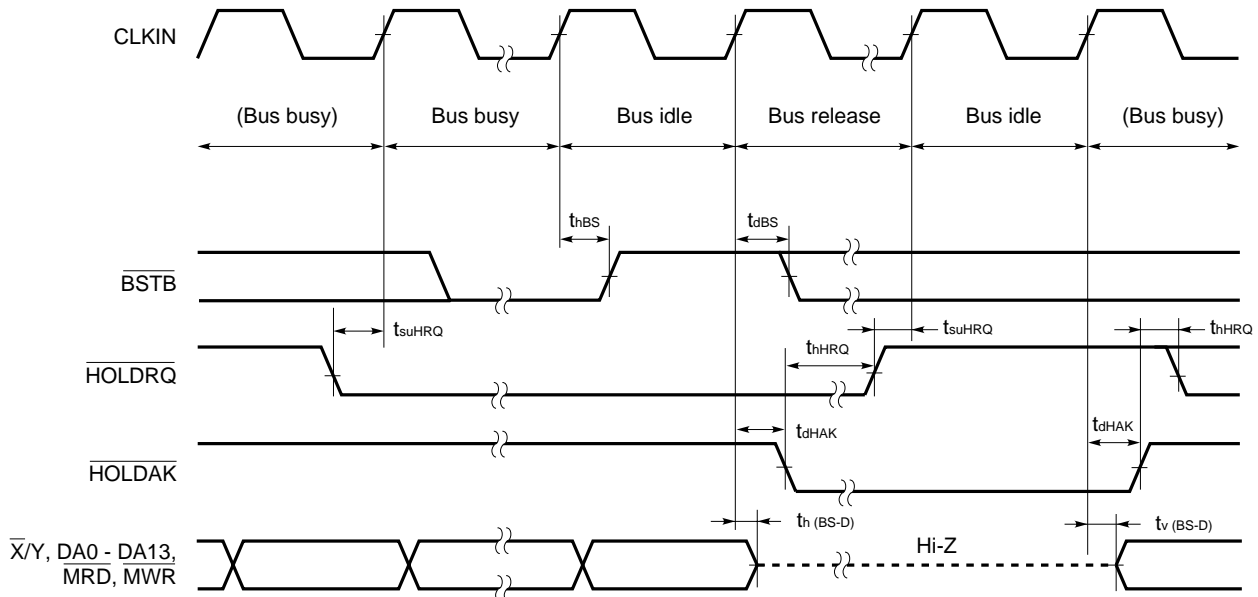 CLKIN
(Bus busy) Bus busy Bus idle Bus release Bus idle (Bus busy)
thBS tdBS
BSTB
tsuHRQ tsuHRQ thHRQ
thHRQ
HOLDRQ
tdHAK tdHAK
HOLDAK
th (BS-D) tv (BS-D)
X/Y, DA0 - DA13, Hi-Z
MRD, MWR